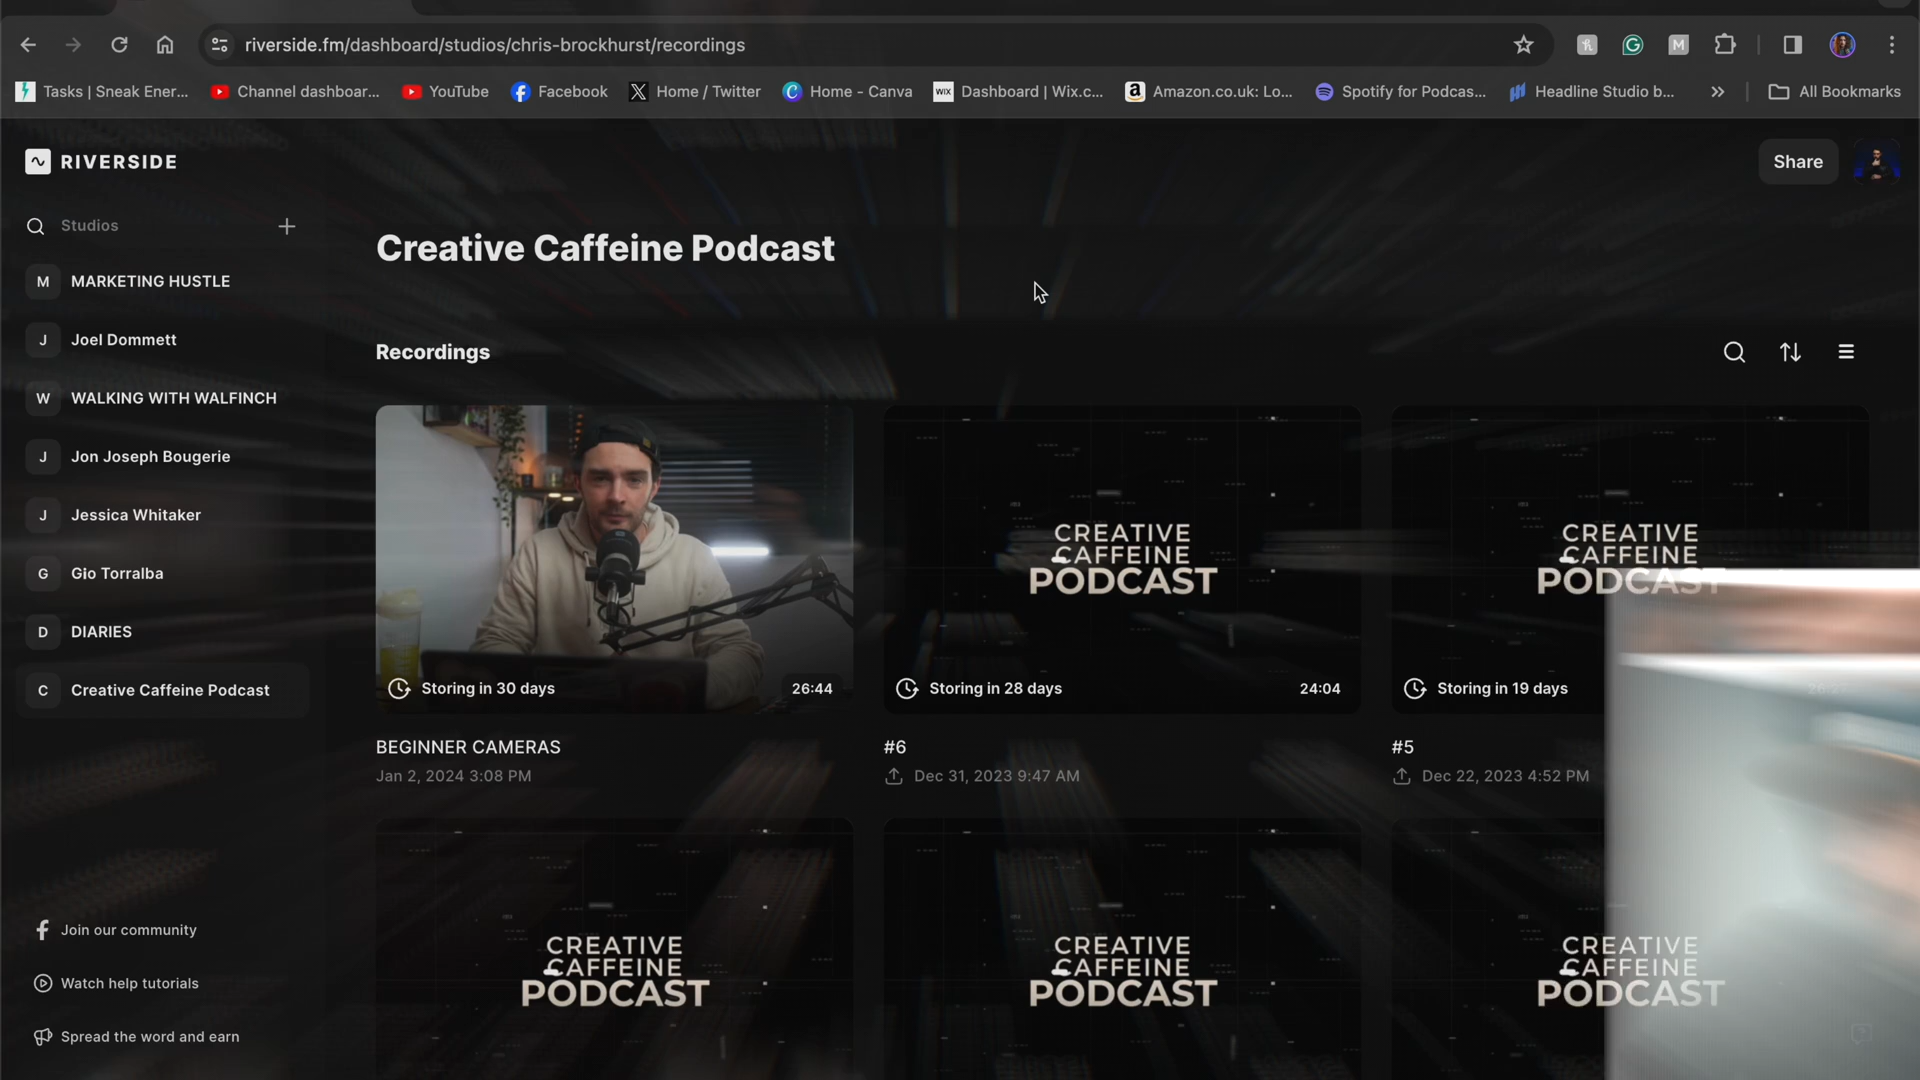 riverside.fm/dashboard/studios/chris-brockhurst/recordings
Tasks | Sneak Ener...
Channel dashboar...
YouTube
Facebook
Home / Twitter
Home - Canva
WIX
Dashboard | Wix.c...
Amazon.co.uk: Lo...
Spotify for Podcas...
Headline Studio b...
All Bookmarks
RIVERSIDE
Share
Studios
M MARKETING HUSTLE
J Joel Dommett
W WALKING WITH WALFINCH
J Jon Joseph Bougerie
J Jessica Whitaker
G Gio Torralba
D DIARIES
C Creative Caffeine Podcast
Join our community
Watch help tutorials
Spread the word and earn
Creative Caffeine Podcast
Recordings
Storing in 30 days
26:44
BEGINNER CAMERAS
Jan 2, 2024 3:08 PM
CREATIVE
CAFFEINE
PODCAST
Storing in 28 days
24:04
#6
Dec 31, 2023 9:47 AM
CREATIVE
CAFFEINE
PODCAST
Storing in 19 days
#5
Dec 22, 2023 4:52 PM
CREATIVE
CAFFEINE
PODCAST
CREATIVE
CAFFEINE
PODCAST
CREATIVE
CAFFEINE
PODCAST